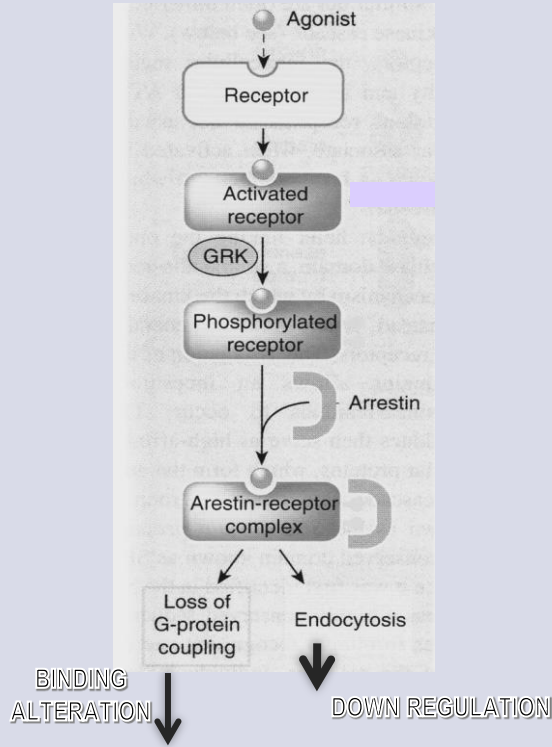 Agonist
Receptor
Activated
receptor
GRK
Phosphorylated
receptor
Arrestin
Arestin-receptor
complex
Loss of
G-protein
coupling
Endocytosis
BINDING
ALTERATION
DOWN REGULATION